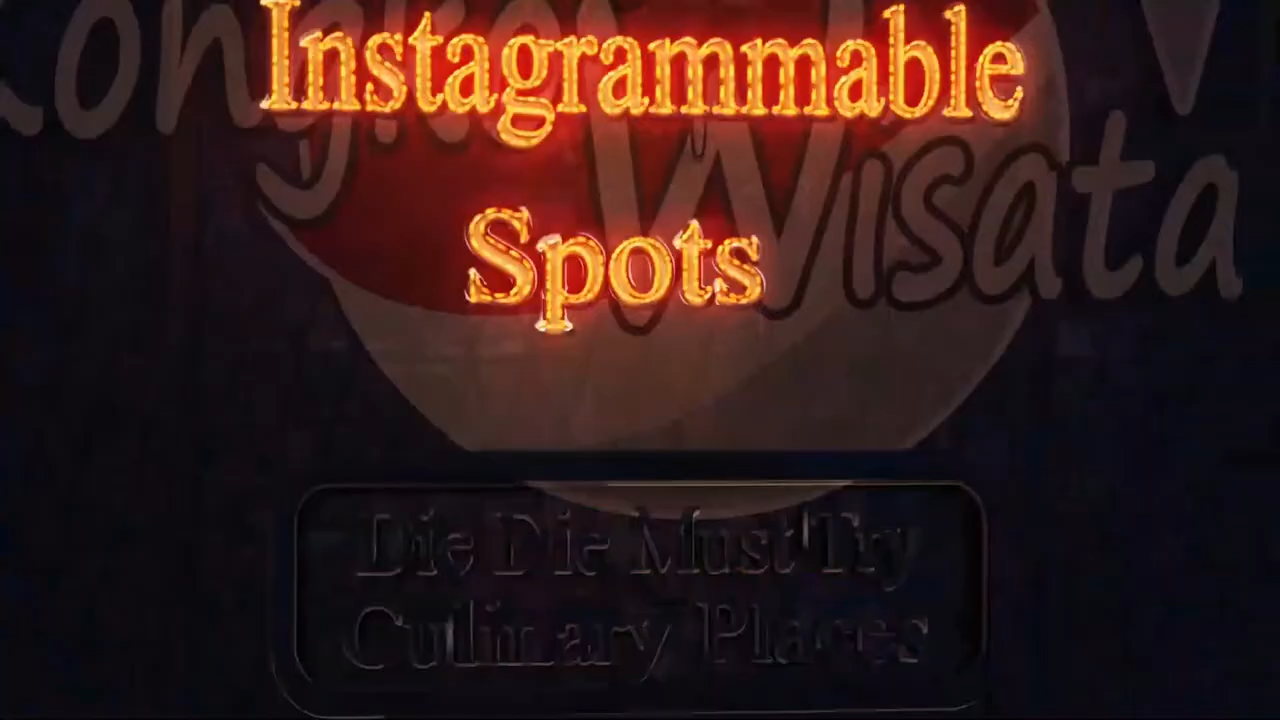 Instagrammable
Spots
Wisata
Die Die Must Try
Culinary Places